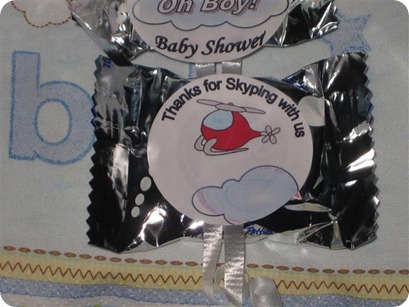 Oh Boy!
Baby Shower
Thanks for Skyping with us
b